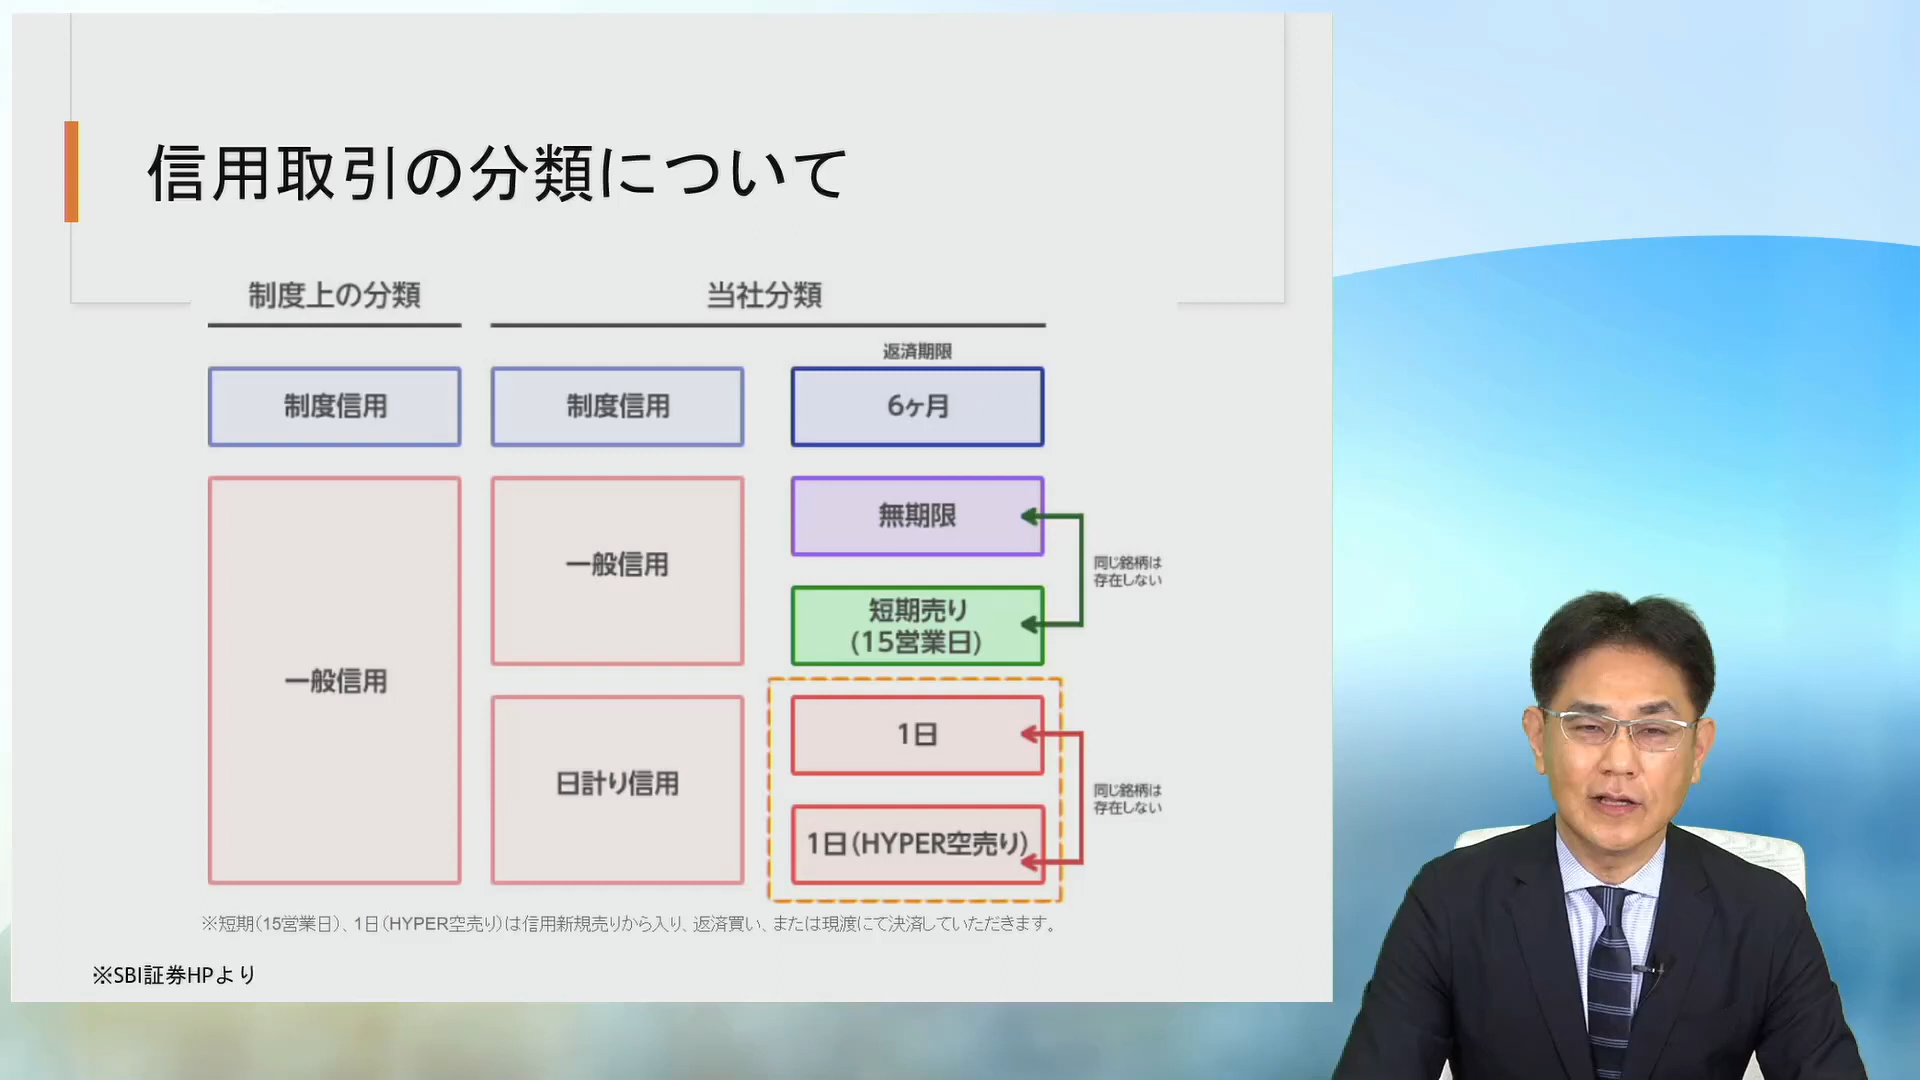 信用取引の分類について
制度上の分類
当社分類
返済期限
制度信用
制度信用
6ヶ月
一般信用
一般信用
無期限
短期売り
(15営業日)
同じ銘柄は
存在しない
日計り信用
1日
1日(HYPER空売り)
同じ銘柄は
存在しない
※短期(15営業日)、1日(HYPER空売り)は信用新規売りから入り、返済買い、または現渡にて決済していただきます。
※SBI証券HPより